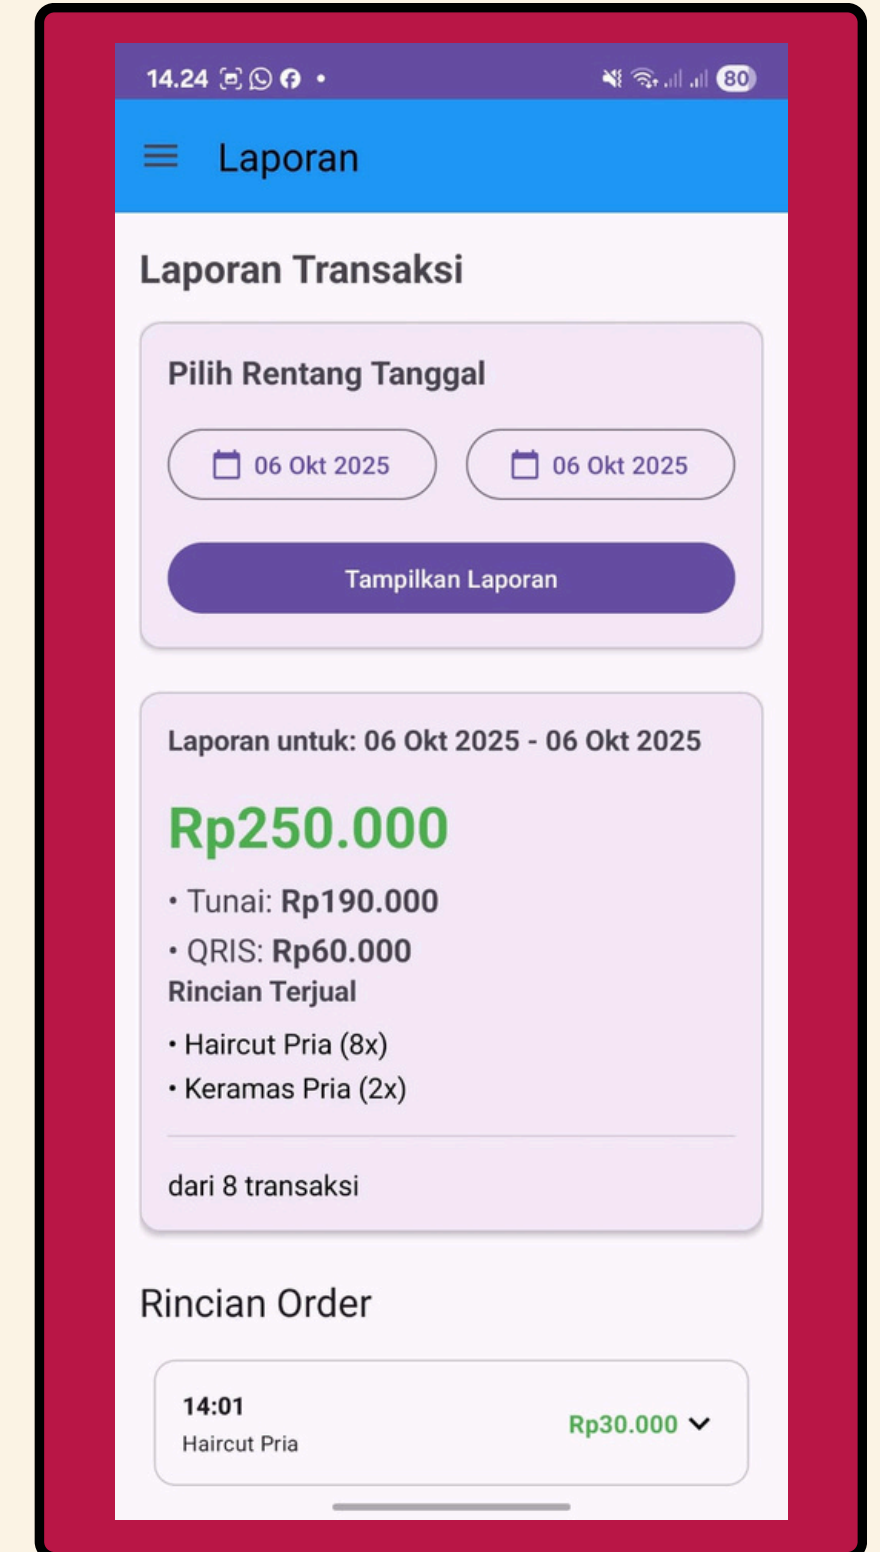 14.24
80
Laporan
Laporan Transaksi
Pilih Rentang Tanggal
06 Okt 2025
06 Okt 2025
Tampilkan Laporan
Laporan untuk: 06 Okt 2025 - 06 Okt 2025
Rp250.000
• Tunai: Rp190.000
• QRIS: Rp60.000
Rincian Terjual
• Haircut Pria (8x)
• Keramas Pria (2x)
dari 8 transaksi
Rincian Order
14:01
Rp30.000
Haircut Pria